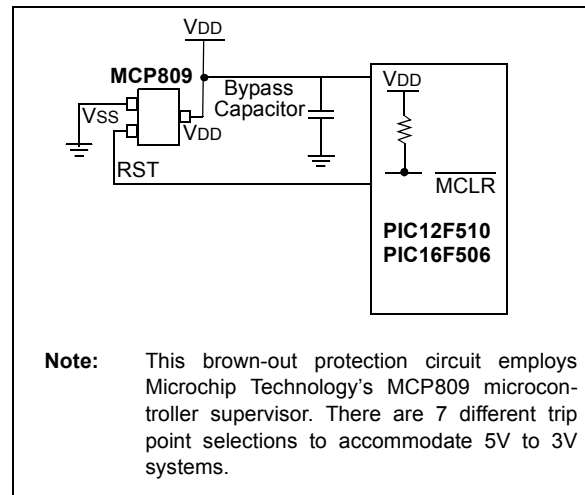 VDD
MCP809
Bypass
Capacitor
VDD
VSS
VDD
RST
MCLR
PIC12F510
PIC16F506
Note: This brown-out protection circuit employs
Microchip Technology's MCP809 microcon-
troller supervisor. There are 7 different trip
point selections to accommodate 5V to 3V
systems.